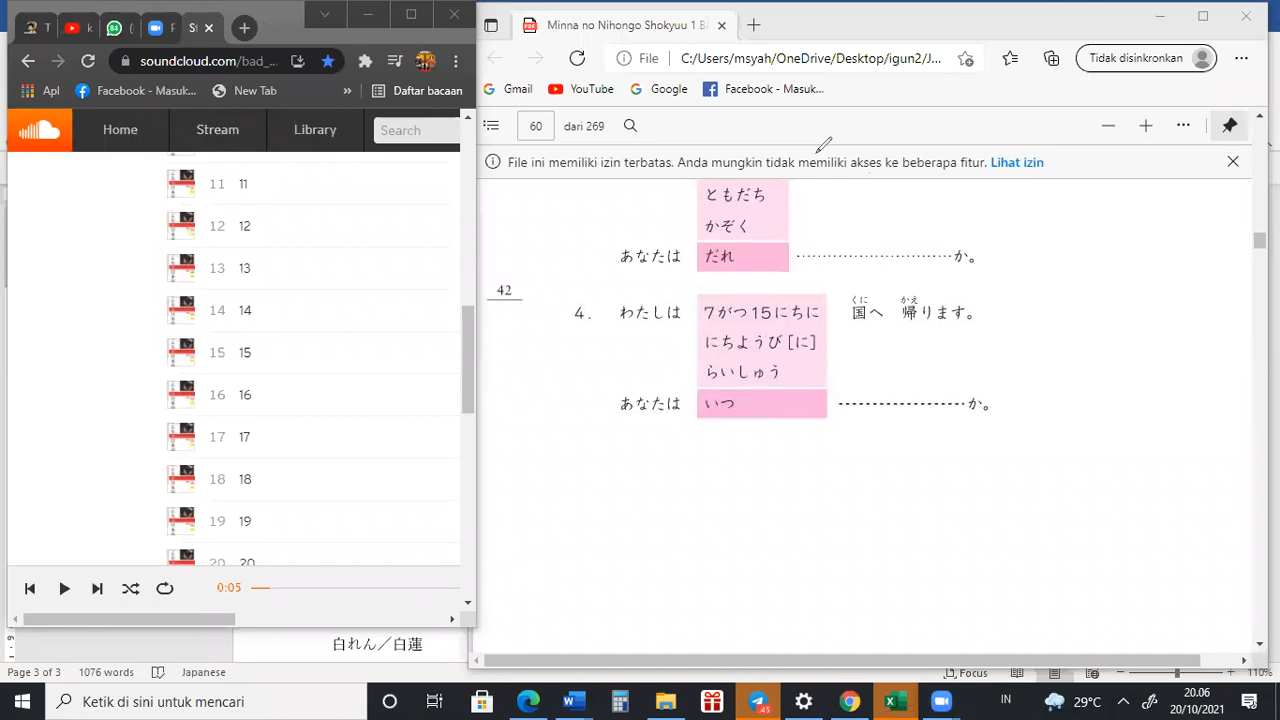 T
k
84
F
S
soundcloud.com/bad_...
Apl
Facebook - Masuk...
New Tab
»
Daftar bacaan
Home
Stream
Library
Search
11 11
12 12
13 13
14 14
15 15
16 16
17 17
18 18
19 19
20 20
0:05
白れん／白蓮
Page 3 of 3
1076 words
Japanese
PDF
Minna no Nihongo Shokyuu 1 B
File
C:/Users/msyah/OneDrive/Desktop/igun2/J...
Tidak disinkronkan
Gmail
YouTube
Google
Facebook - Masuk...
60
dari 269
File ini memiliki izin terbatas. Anda mungkin tidak memiliki akses ke beberapa fitur. Lihat izin
ともだち
かぞく
あなたは だれ ………………………か。
42
くに かえ
4. わたしは 7がつ15にちに 国へ 帰ります。
にちようび [に]
らいしゅう
あなたは いつ -------------------か。
Focus
110%
Ketik di sini untuk mencari
45
IN
29°C
20.06
20/10/2021